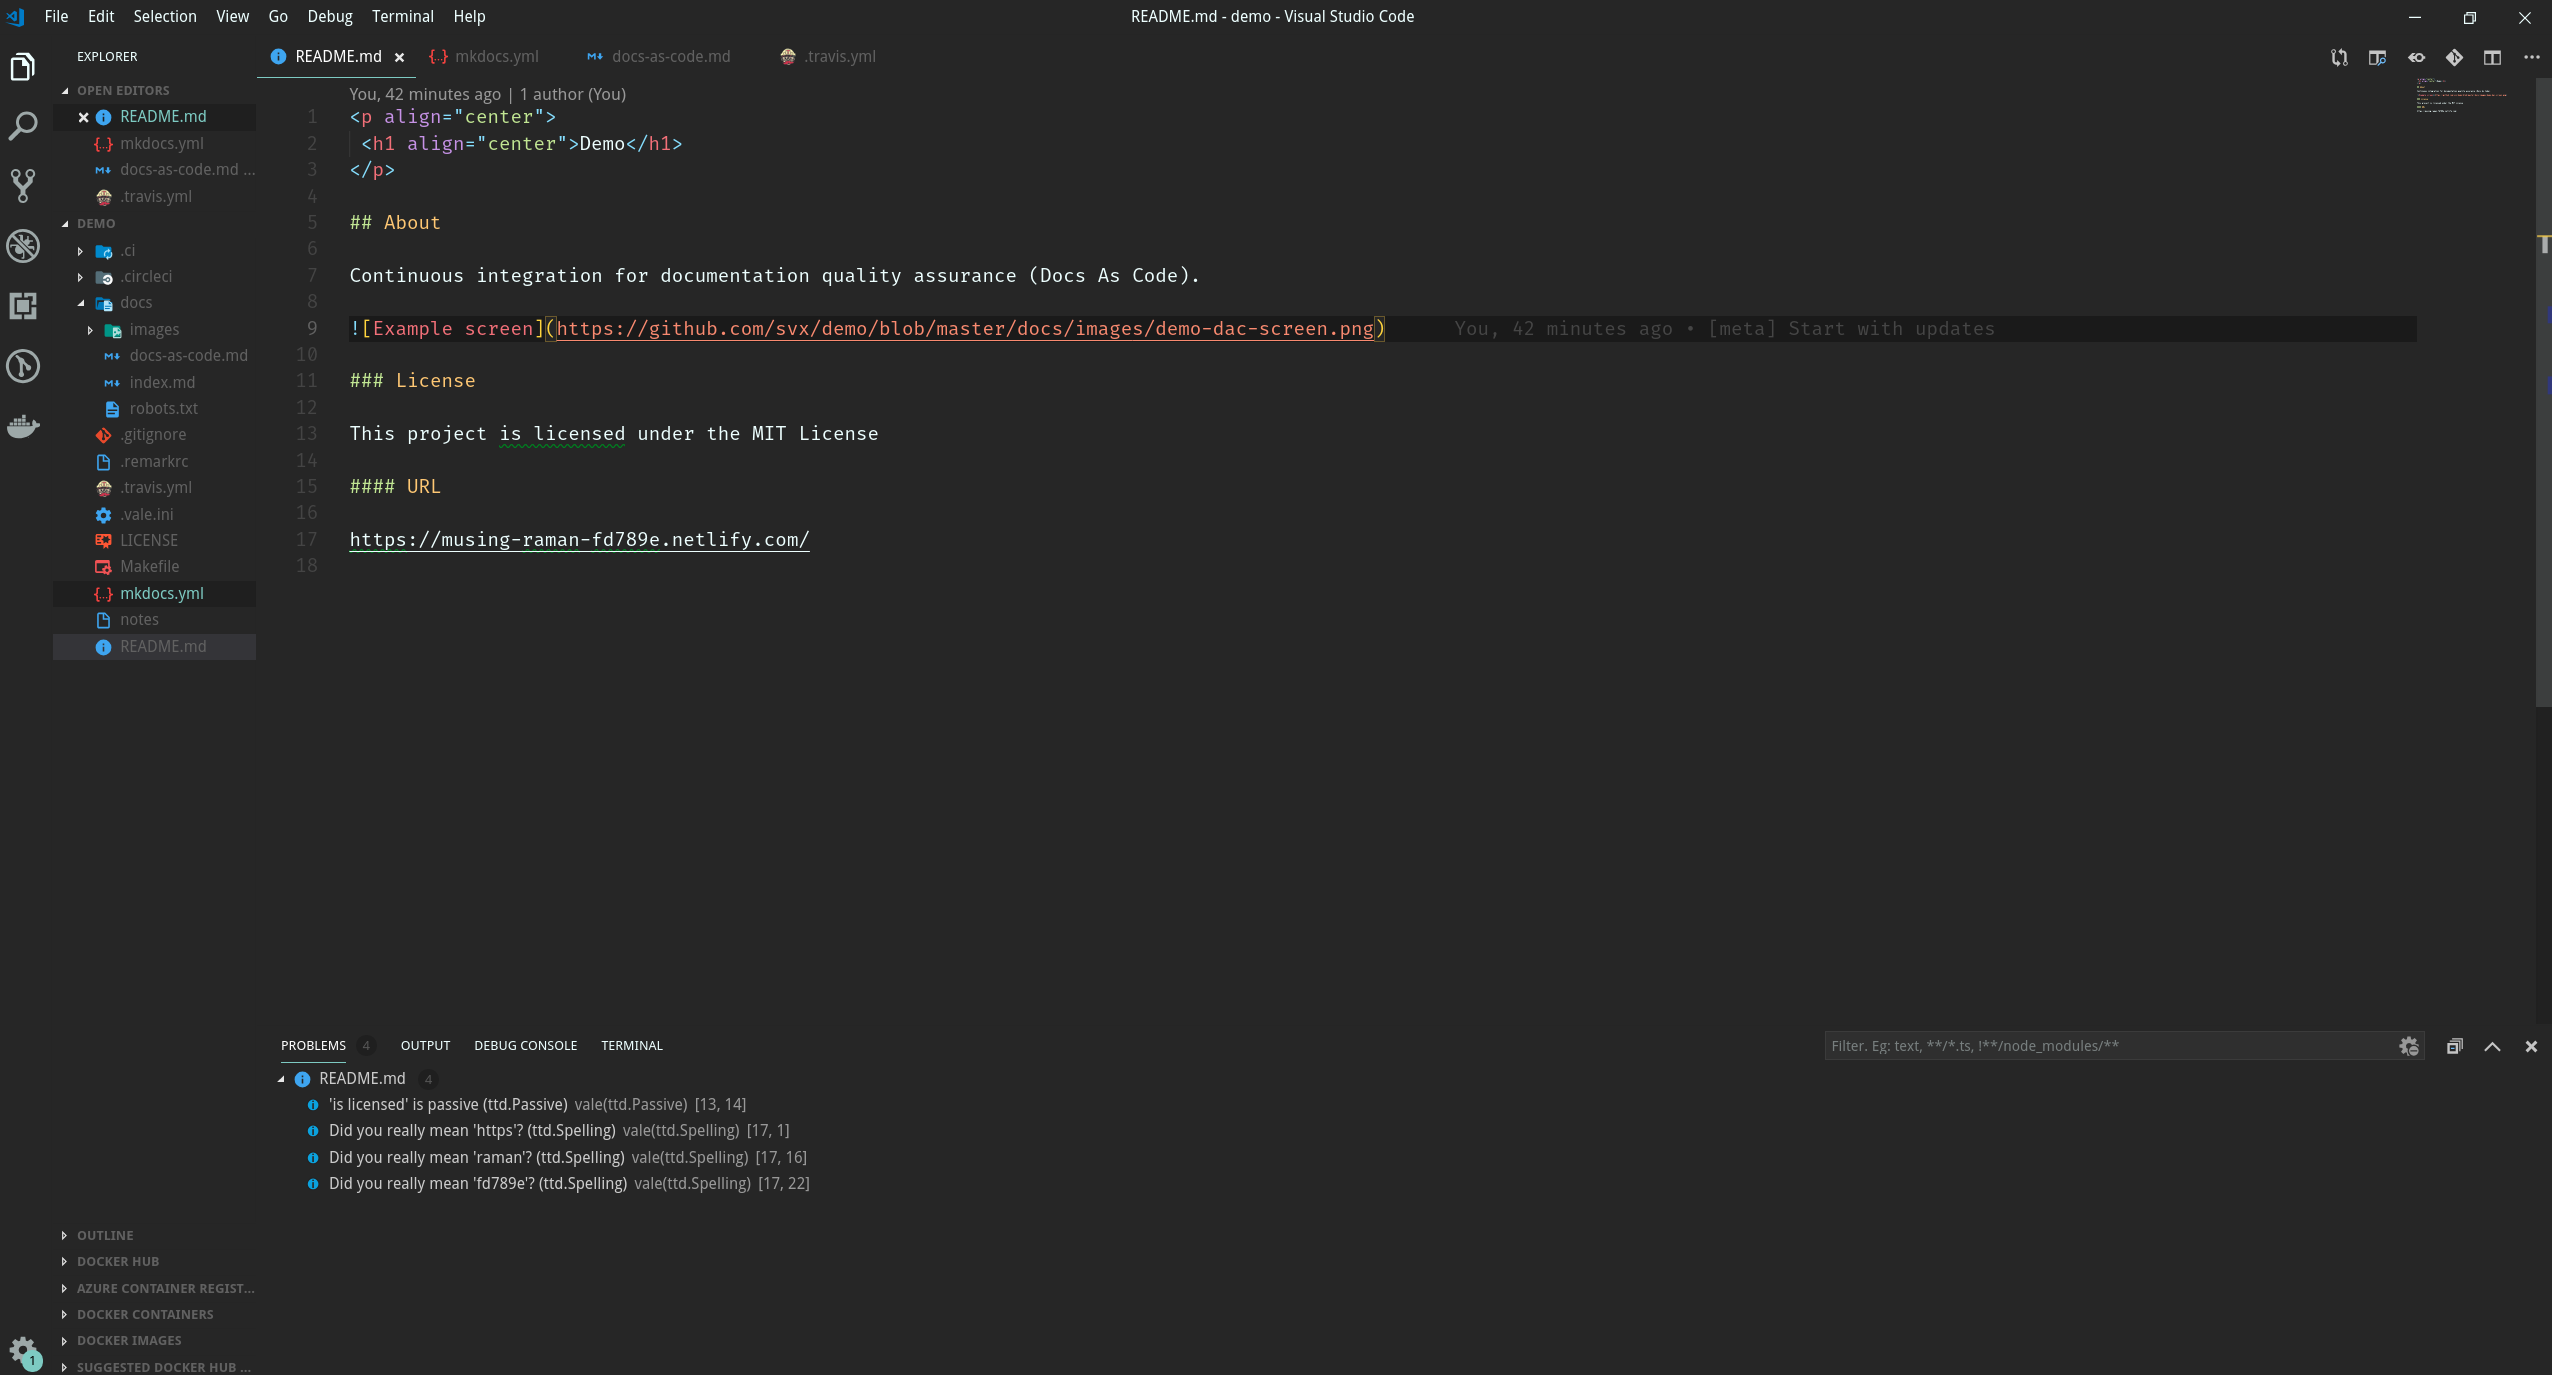 File Edit Selection View Go Debug Terminal Help
README.md - demo - Visual Studio Code
EXPLORER
OPEN EDITORS
README.md
mkdocs.yml
docs-as-code.md ...
.travis.yml
DEMO
.ci
.circleci
docs
images
docs-as-code.md
index.md
robots.txt
.gitignore
.remarkrc
.travis.yml
.vale.ini
LICENSE
Makefile
mkdocs.yml
notes
README.md
OUTLINE
DOCKER HUB
AZURE CONTAINER REGIST...
DOCKER CONTAINERS
DOCKER IMAGES
SUGGESTED DOCKER HUB ...
1
README.md mkdocs.yml docs-as-code.md .travis.yml
You, 42 minutes ago | 1 author (You)
1 <p align="center">
2 <h1 align="center">Demo</h1>
3 </p>
4
5 ## About
6
7 Continuous integration for documentation quality assurance (Docs As Code).
8
9 ![Example screen](https://github.com/svx/demo/blob/master/docs/images/demo-dac-screen.png) You, 42 minutes ago • [meta] Start with updates
10
11 ### License
12
13 This project is licensed under the MIT License
14
15 #### URL
16
17 https://musing-raman-fd789e.netlify.com/
18
PROBLEMS 4 OUTPUT DEBUG CONSOLE TERMINAL
Filter. Eg: text, **/*.ts, !**/node_modules/**
README.md 4
'is licensed' is passive (ttd.Passive) vale(ttd.Passive) [13, 14]
Did you really mean 'https'? (ttd.Spelling) vale(ttd.Spelling) [17, 1]
Did you really mean 'raman'? (ttd.Spelling) vale(ttd.Spelling) [17, 16]
Did you really mean 'fd789e'? (ttd.Spelling) vale(ttd.Spelling) [17, 22]